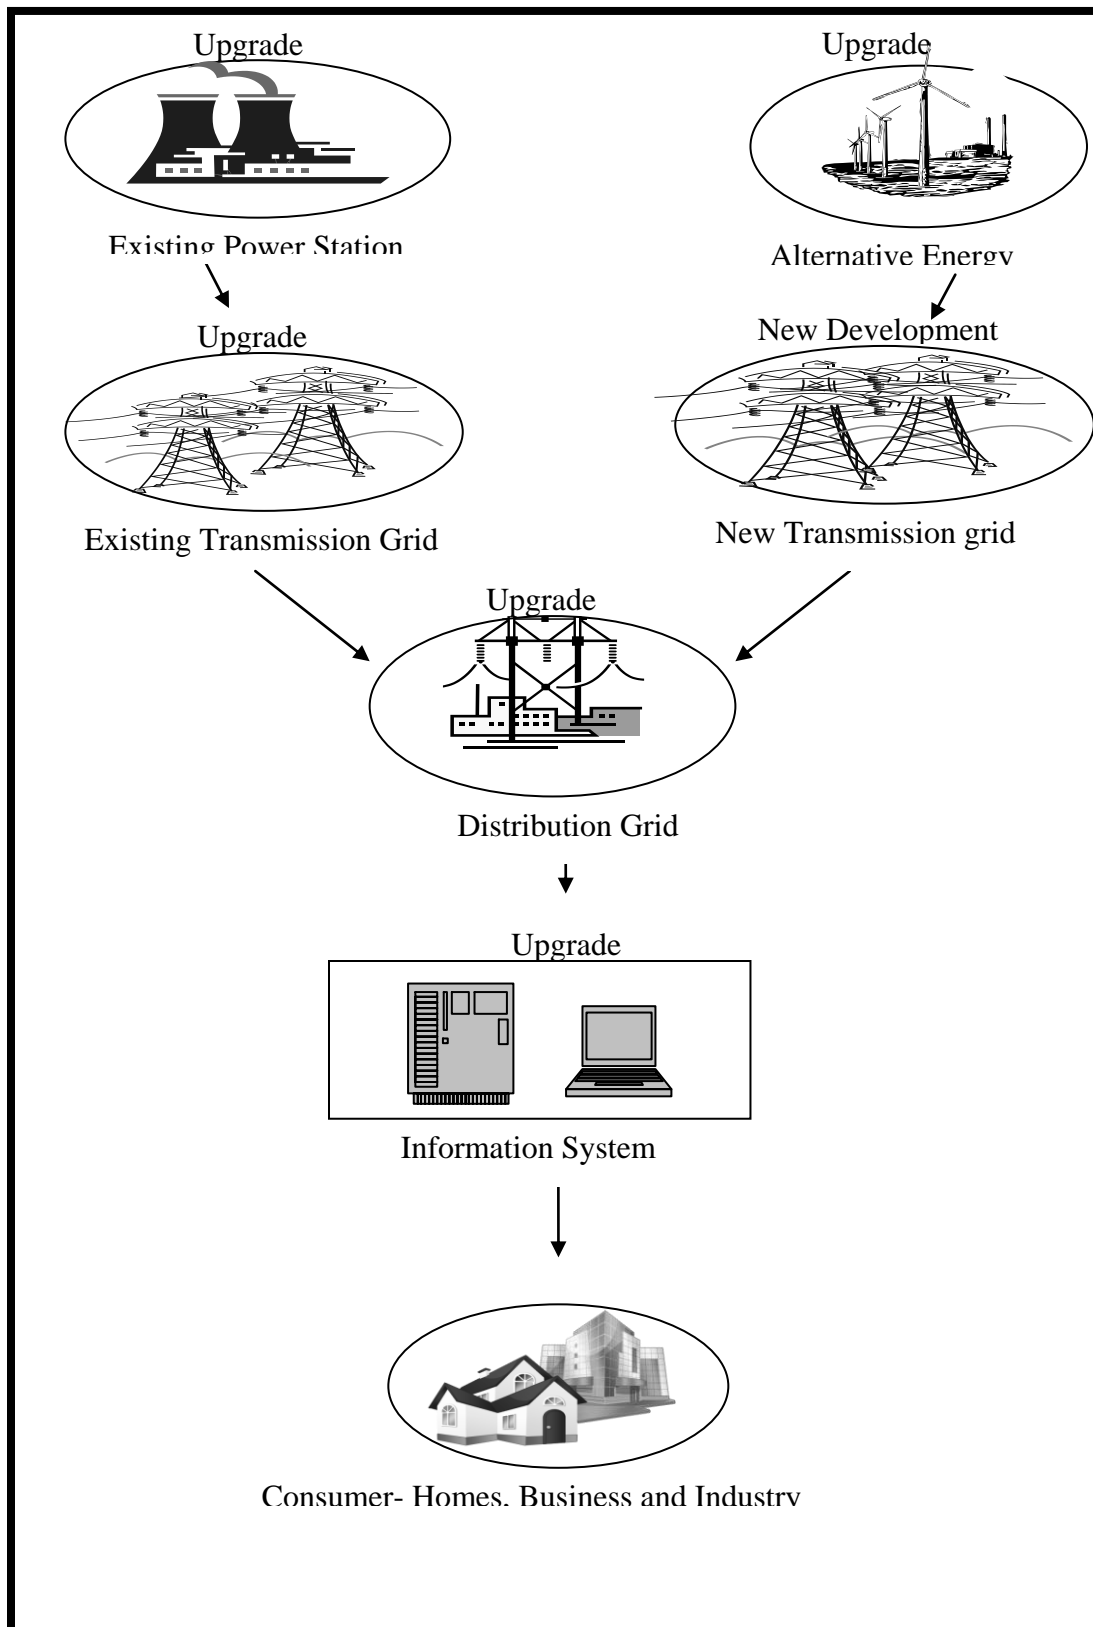 Upgrade
Upgrade
Existing Power Station
Alternative Energy
Upgrade
New Development
Existing Transmission Grid
New Transmission grid
Upgrade
Distribution Grid
Upgrade
Information System
Consumer- Homes, Business and Industry